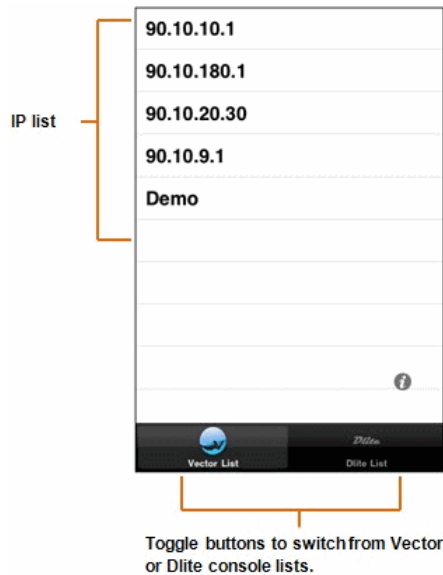 90.10.10.1
90.10.180.1
IP list
90.10.20.30
90.10.9.1
Demo
i
Dlite
Vector List
Dlite List
Toggle buttons to switch from Vector
or Dlite console lists.